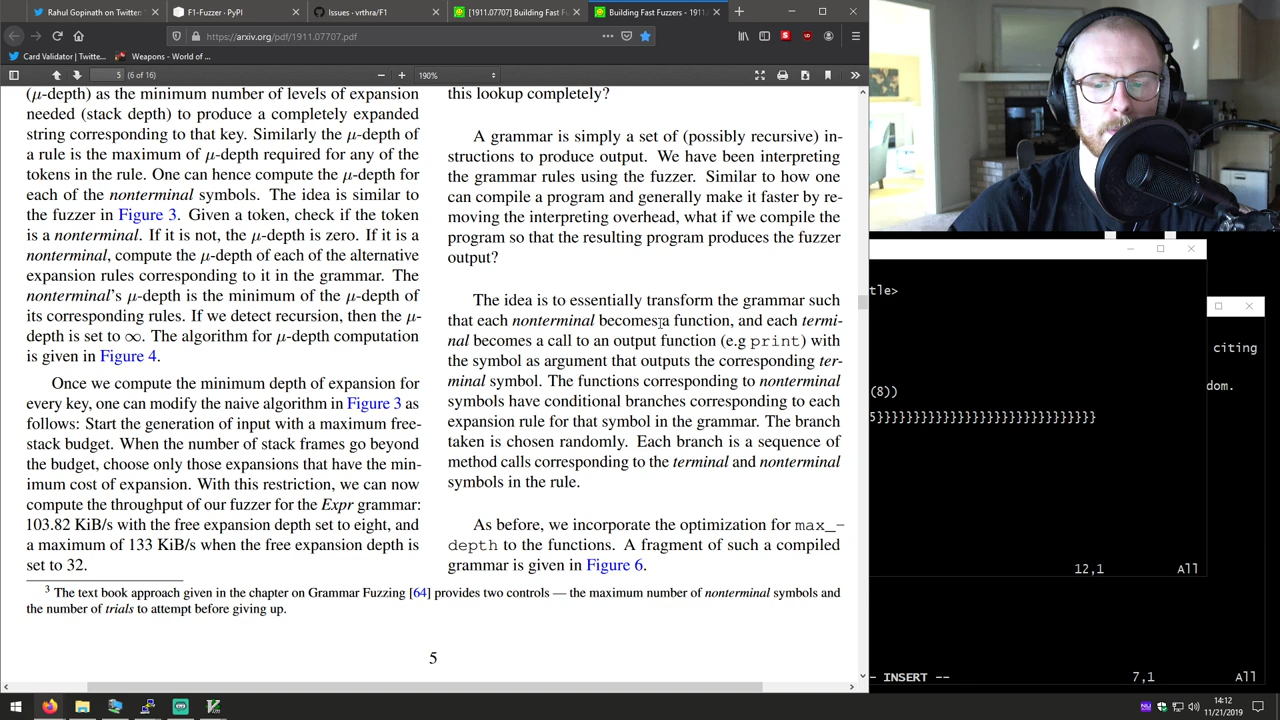 Rahul Gopinath on Twitter:
F1-Fuzzer · PyPI
Issues · vrthra/F1
[1911.07707] Building Fast Fu
Building Fast Fuzzers - 1911.
https://arxiv.org/pdf/1911.07707.pdf
Card Validator | Twitte...
Weapons - World of ...
5
(6 of 16)
190%
(μ-depth) as the minimum number of levels of expansion
needed (stack depth) to produce a completely expanded
string corresponding to that key. Similarly the μ-depth of
a rule is the maximum of μ-depth required for any of the
tokens in the rule. One can hence compute the μ-depth for
each of the nonterminal symbols. The idea is similar to
the fuzzer in Figure 3. Given a token, check if the token
is a nonterminal. If it is not, the μ-depth is zero. If it is a
nonterminal, compute the μ-depth of each of the alternative
expansion rules corresponding to it in the grammar. The
nonterminal's μ-depth is the minimum of the μ-depth of
its corresponding rules. If we detect recursion, then the μ-
depth is set to ∞. The algorithm for μ-depth computation
is given in Figure 4.
Once we compute the minimum depth of expansion for
every key, one can modify the naive algorithm in Figure 3 as
follows: Start the generation of input with a maximum free-
stack budget. When the number of stack frames go beyond
the budget, choose only those expansions that have the min-
imum cost of expansion. With this restriction, we can now
compute the throughput of our fuzzer for the Expr grammar:
103.82 KiB/s with the free expansion depth set to eight, and
a maximum of 133 KiB/s when the free expansion depth is
set to 32.
this lookup completely?
A grammar is simply a set of (possibly recursive) in-
structions to produce output. We have been interpreting
the grammar rules using the fuzzer. Similar to how one
can compile a program and generally make it faster by re-
moving the interpreting overhead, what if we compile the
program so that the resulting program produces the fuzzer
output?
The idea is to essentially transform the grammar such
that each nonterminal becomes a function, and each termi-
nal becomes a call to an output function (e.g print) with
the symbol as argument that outputs the corresponding ter-
minal symbol. The functions corresponding to nonterminal
symbols have conditional branches corresponding to each
expansion rule for that symbol in the grammar. The branch
taken is chosen randomly. Each branch is a sequence of
method calls corresponding to the terminal and nonterminal
symbols in the rule.
As before, we incorporate the optimization for max_-
depth to the functions. A fragment of such a compiled
grammar is given in Figure 6.
3 The text book approach given in the chapter on Grammar Fuzzing [64] provides two controls — the maximum number of nonterminal symbols and
the number of trials to attempt before giving up.
5
tle>
(8))
5}}}}}}}}}}}}}}}}}}}}}}}}}}}}}}
12,1
All
citing
dom.
- INSERT --
7,1
All
14:12
11/21/2019